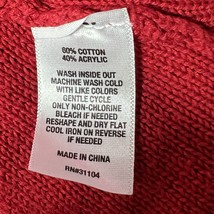 60% COTTON
40% ACRYLIC
WASH INSIDE OUT
MACHINE WASH COLD
WITH LIKE COLORS
GENTLE CYCLE
ONLY NON-CHLORINE
BLEACH IF NEEDED
RESHAPE AND DRY FLAT
COOL IRON ON REVERSE
IF NEEDED
MADE IN CHINA
RN#31104